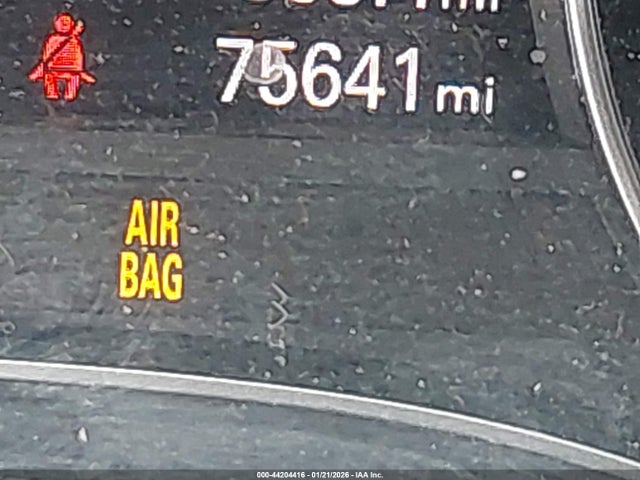 75641 mi
AIR
BAG
000-44204416 - 01/21/2026 - IAA Inc.